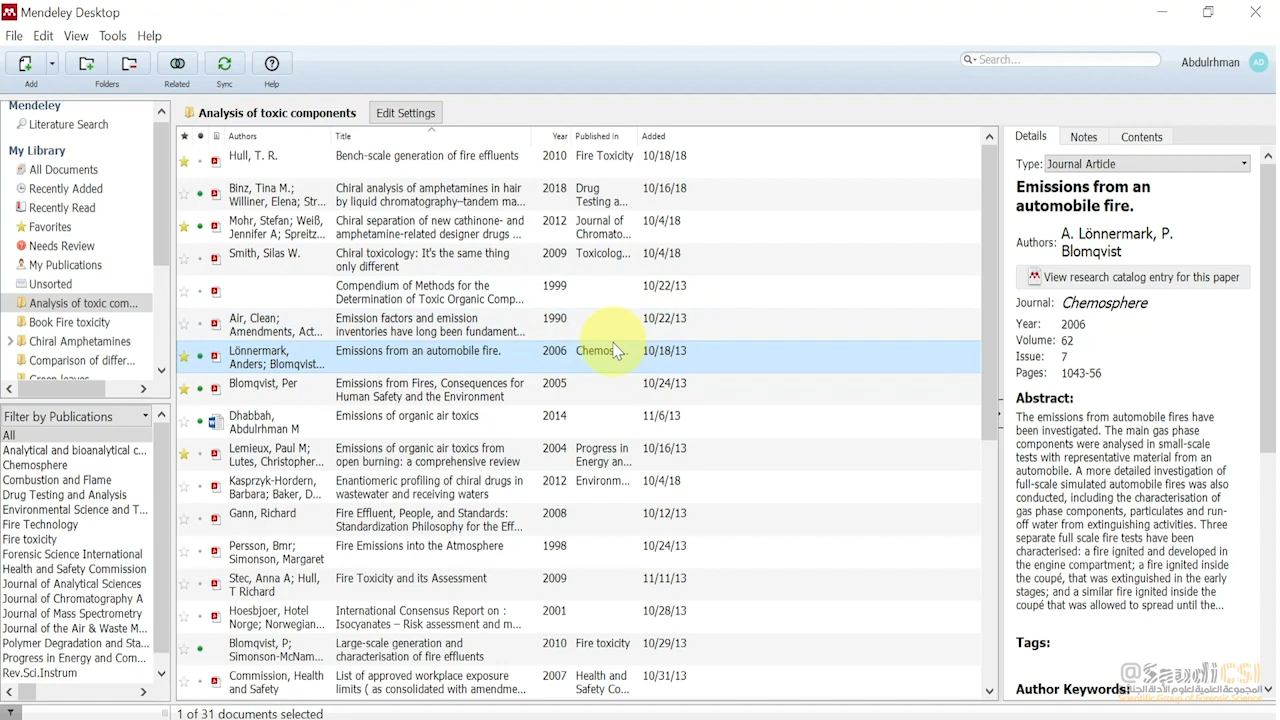 Mendeley Desktop
File Edit View Tools Help
Add Folders Related Sync Help
Search...
Abdulrhman AD
Mendeley
Literature Search
My Library
All Documents
Recently Added
Recently Read
Favorites
Needs Review
My Publications
Unsorted
Analysis of toxic com...
Book Fire toxicity
Chiral Amphetamines
Comparison of differ...
Green leaves
Filter by Publications
All
Analytical and bioanalytical c...
Chemosphere
Combustion and Flame
Drug Testing and Analysis
Environmental Science and T...
Fire Technology
Fire toxicity
Forensic Science International
Health and Safety Commission
Journal of Analytical Sciences
Journal of Chromatography A
Journal of Mass Spectrometry
Journal of the Air & Waste M...
Polymer Degradation and Sta...
Progress in Energy and Com...
Rev.Sci.Instrum
Analysis of toxic components Edit Settings
Authors Title Year Published In Added
Hull, T. R. Bench-scale generation of fire effluents 2010 Fire Toxicity 10/18/18
Binz, Tina M.; Chiral analysis of amphetamines in hair 2018 Drug 10/16/18
Williner, Elena; Str... by liquid chromatography–tandem ma... Testing a...
Mohr, Stefan; Weiß, Chiral separation of new cathinone- and 2012 Journal of 10/4/18
Jennifer A; Spreitz... amphetamine-related designer drugs ... Chromato...
Smith, Silas W. Chiral toxicology: It's the same thing 2009 Toxicolog... 10/4/18
only different
Compendium of Methods for the 1999 10/22/13
Determination of Toxic Organic Comp...
Air, Clean; Emission factors and emission 1990 10/22/13
Amendments, Act... inventories have long been fundament...
Lönnermark, Emissions from an automobile fire. 2006 Chemos... 10/18/13
Anders; Blomqvist...
Blomqvist, Per Emissions from Fires, Consequences for 2005 10/24/13
Human Safety and the Environment
Dhabbah, Emissions of organic air toxics 2014 11/6/13
Abdulrhman M
Lemieux, Paul M; Emissions of organic air toxics from 2004 Progress in 10/16/13
Lutes, Christopher... open burning: a comprehensive review Energy an...
Kasprzyk-Hordern, Enantiomeric profiling of chiral drugs in 2012 Environm... 10/4/18
Barbara; Baker, D... wastewater and receiving waters
Gann, Richard Fire Effluent, People, and Standards: 2008 10/12/13
Standardization Philosophy for the Eff...
Persson, Bmr; Fire Emissions into the Atmosphere 1998 10/24/13
Simonson, Margaret
Stec, Anna A; Hull, Fire Toxicity and its Assessment 2009 11/11/13
T Richard
Hoesbjoer, Hotel International Consensus Report on : 2001 10/28/13
Norge; Norwegian... Isocyanates – Risk assessment and m...
Blomqvist, P; Large-scale generation and 2010 Fire toxicity 10/29/13
Simonson-McNam... characterisation of fire effluents
Commission, Health List of approved workplace exposure 2007 Health and 10/31/13
and Safety limits ( as consolidated with amendme... Safety Co...
1 of 31 documents selected
Details Notes Contents
Type: Journal Article
Emissions from an
automobile fire.
Authors: A. Lönnermark, P.
Blomqvist
View research catalog entry for this paper
Journal: Chemosphere
Year: 2006
Volume: 62
Issue: 7
Pages: 1043-56
Abstract:
The emissions from automobile fires have
been investigated. The main gas phase
components were analysed in small-scale
tests with representative material from an
automobile. A more detailed investigation of
full-scale simulated automobile fires was also
conducted, including the characterisation of
gas phase components, particulates and run-
off water from extinguishing activities. Three
separate full scale fire tests have been
characterised: a fire ignited and developed in
the engine compartment; a fire ignited inside
the coupé, that was extinguished in the early
stages; and a similar fire ignited inside the
coupé that was allowed to spread until the...
Tags:
Author Keywords:
@SaudiCSI
المجموعة العلمية لعلوم الأدلة الجنائية
Scientific Group of Forensic Science